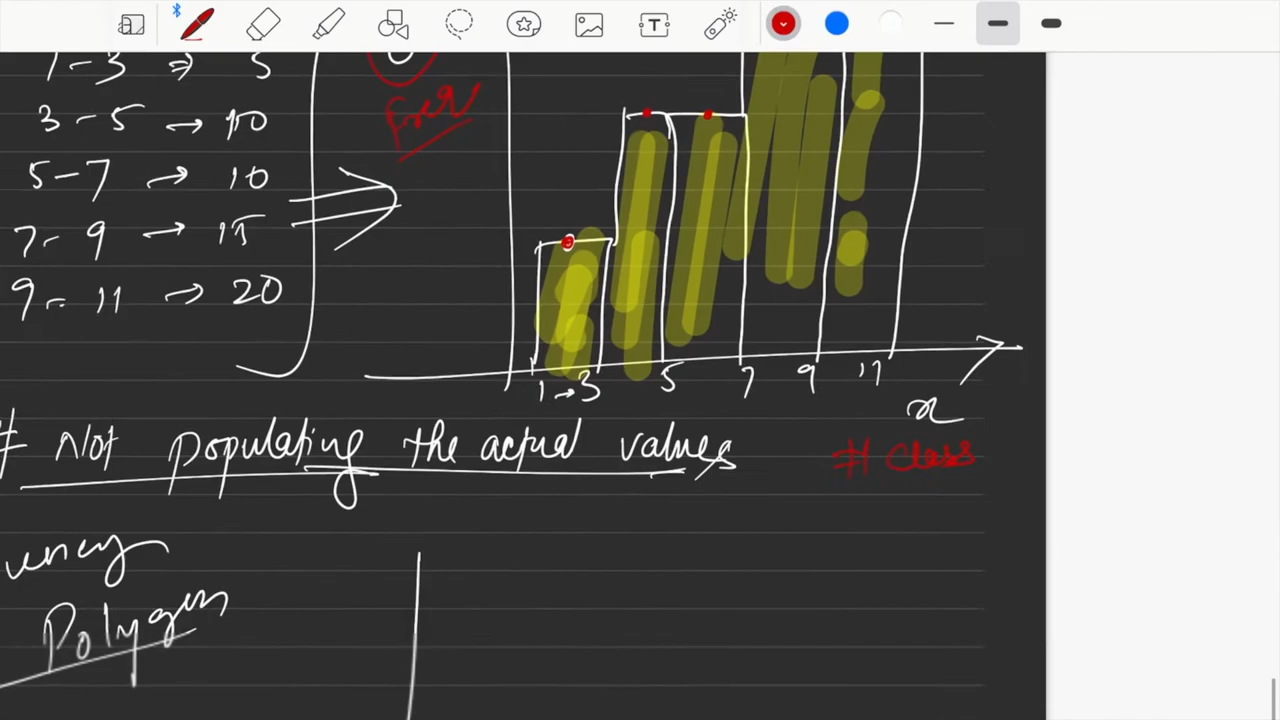 1-3 ⇒ 5
3-5 → 10
5-7 → 10
7-9 → 15
9-11 → 20
freq
1→3 5 7 9 11
x
# Not populating the actual values
# Class
uency
Polygon
T